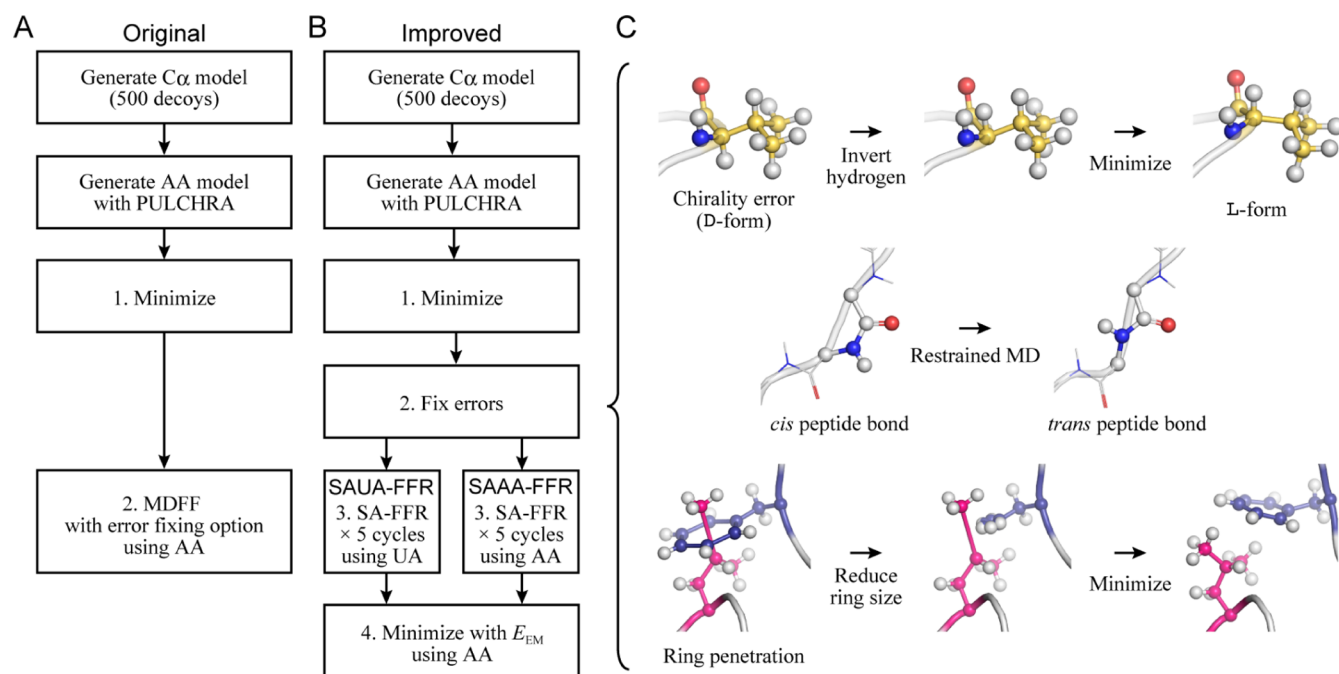 A
Original
Generate Cα model
(500 decoys)
Generate AA model
with PULCHRA
1. Minimize
2. MDFF
with error fixing option
using AA
B
Improved
Generate Cα model
(500 decoys)
Generate AA model
with PULCHRA
1. Minimize
2. Fix errors
SAUA-FFR
3. SA-FFR
× 5 cycles
using UA
SAAA-FFR
3. SA-FFR
× 5 cycles
using AA
4. Minimize with E_EM
using AA
C
Chirality error
(D-form)
Invert
hydrogen
Minimize
L-form
cis peptide bond
Restrained MD
trans peptide bond
Ring penetration
Reduce
ring size
Minimize